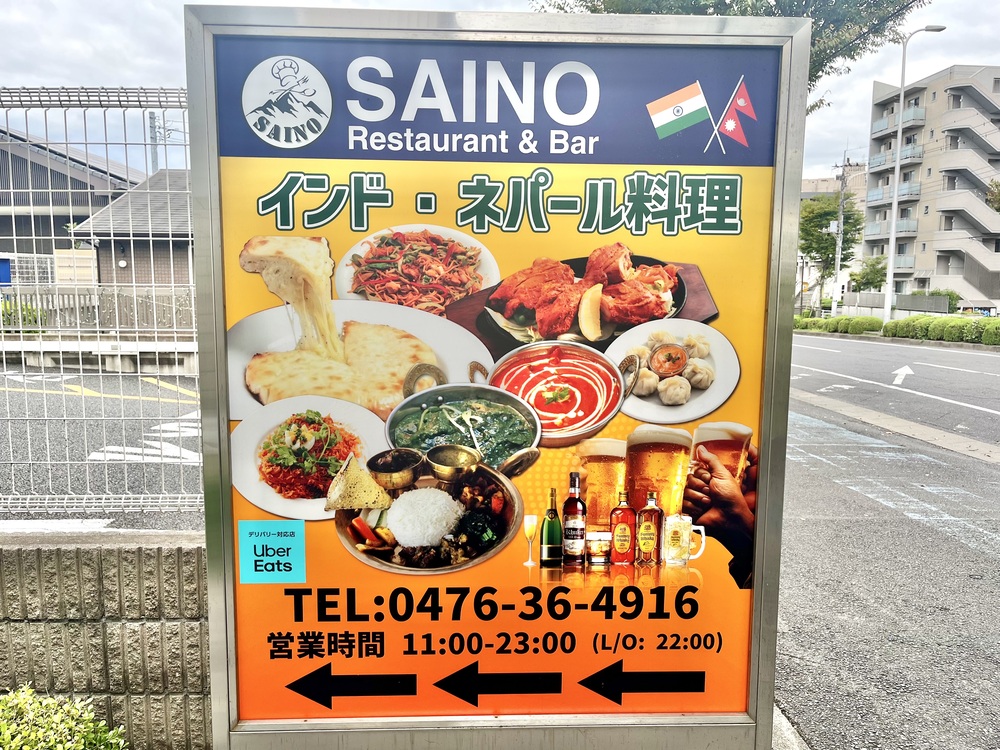 SAINO
SAINO
Restaurant & Bar
インド・ネパール料理
デリバリー対応店
Uber
Eats
TEL:0476-36-4916
営業時間 11:00-23:00 (L/O: 22:00)